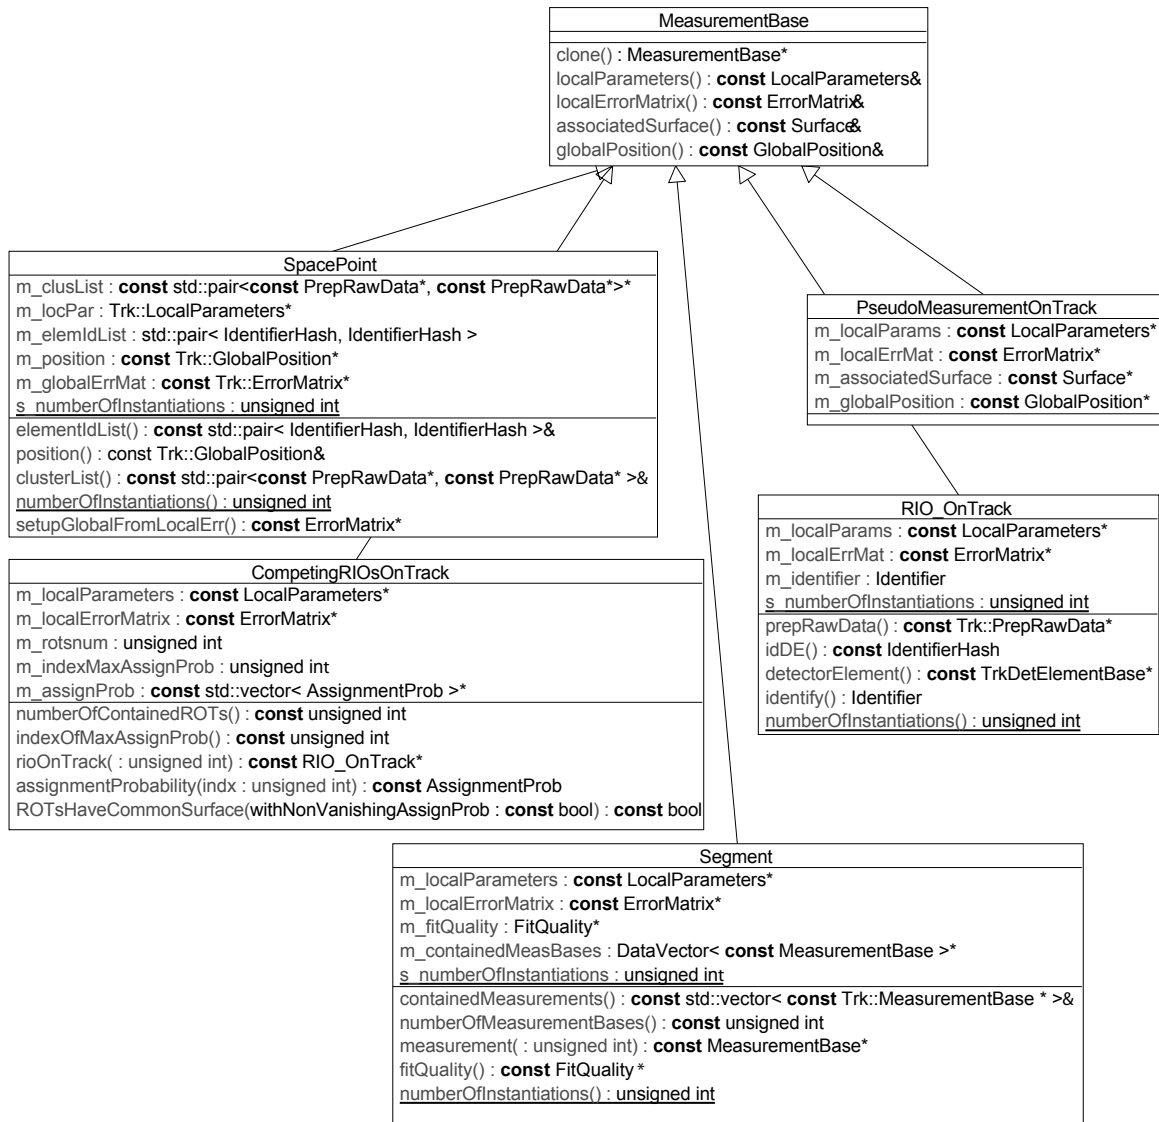 MeasurementBase
clone() : MeasurementBase*
localParameters() : const LocalParameters&
localErrorMatrix() : const ErrorMatrix&
associatedSurface() : const Surface&
globalPosition() : const GlobalPosition&
SpacePoint
m_clusList : const std::pair<const PrepRawData*, const PrepRawData*>*
m_locPar : Trk::LocalParameters*
m_elemIdList : std::pair< IdentifierHash, IdentifierHash >
m_position : const Trk::GlobalPosition*
m_globalErrMat : const Trk::ErrorMatrix*
s_numberOfInstantiations : unsigned int
elementIdList() : const std::pair< IdentifierHash, IdentifierHash >&
position() : const Trk::GlobalPosition&
clusterList() : const std::pair<const PrepRawData*, const PrepRawData* >&
numberOfInstantiations() : unsigned int
setupGlobalFromLocalErr() : const ErrorMatrix*
PseudoMeasurementOnTrack
m_localParams : const LocalParameters*
m_localErrMat : const ErrorMatrix*
m_associatedSurface : const Surface*
m_globalPosition : const GlobalPosition*
RIO_OnTrack
m_localParams : const LocalParameters*
m_localErrMat : const ErrorMatrix*
m_identifier : Identifier
s_numberOfInstantiations : unsigned int
prepRawData() : const Trk::PrepRawData*
idDE() : const IdentifierHash
detectorElement() : const TrkDetElementBase*
identify() : Identifier
numberOfInstantiations() : unsigned int
CompetingRIOsOnTrack
m_localParameters : const LocalParameters*
m_localErrorMatrix : const ErrorMatrix*
m_rotsnum : unsigned int
m_indexMaxAssignProb : unsigned int
m_assignProb : const std::vector< AssignmentProb >*
numberOfContainedROTs() : const unsigned int
indexOfMaxAssignProb() : const unsigned int
rioOnTrack( : unsigned int) : const RIO_OnTrack*
assignmentProbability(indx : unsigned int) : const AssignmentProb
ROTsHaveCommonSurface(withNonVanishingAssignProb : const bool) : const bool
Segment
m_localParameters : const LocalParameters*
m_localErrorMatrix : const ErrorMatrix*
m_fitQuality : FitQuality*
m_containedMeasBases : DataVector< const MeasurementBase >*
s_numberOfInstantiations : unsigned int
containedMeasurements() : const std::vector< const Trk::MeasurementBase * >&
numberOfMeasurementBases() : const unsigned int
measurement( : unsigned int) : const MeasurementBase*
fitQuality() : const FitQuality *
numberOfInstantiations() : unsigned int